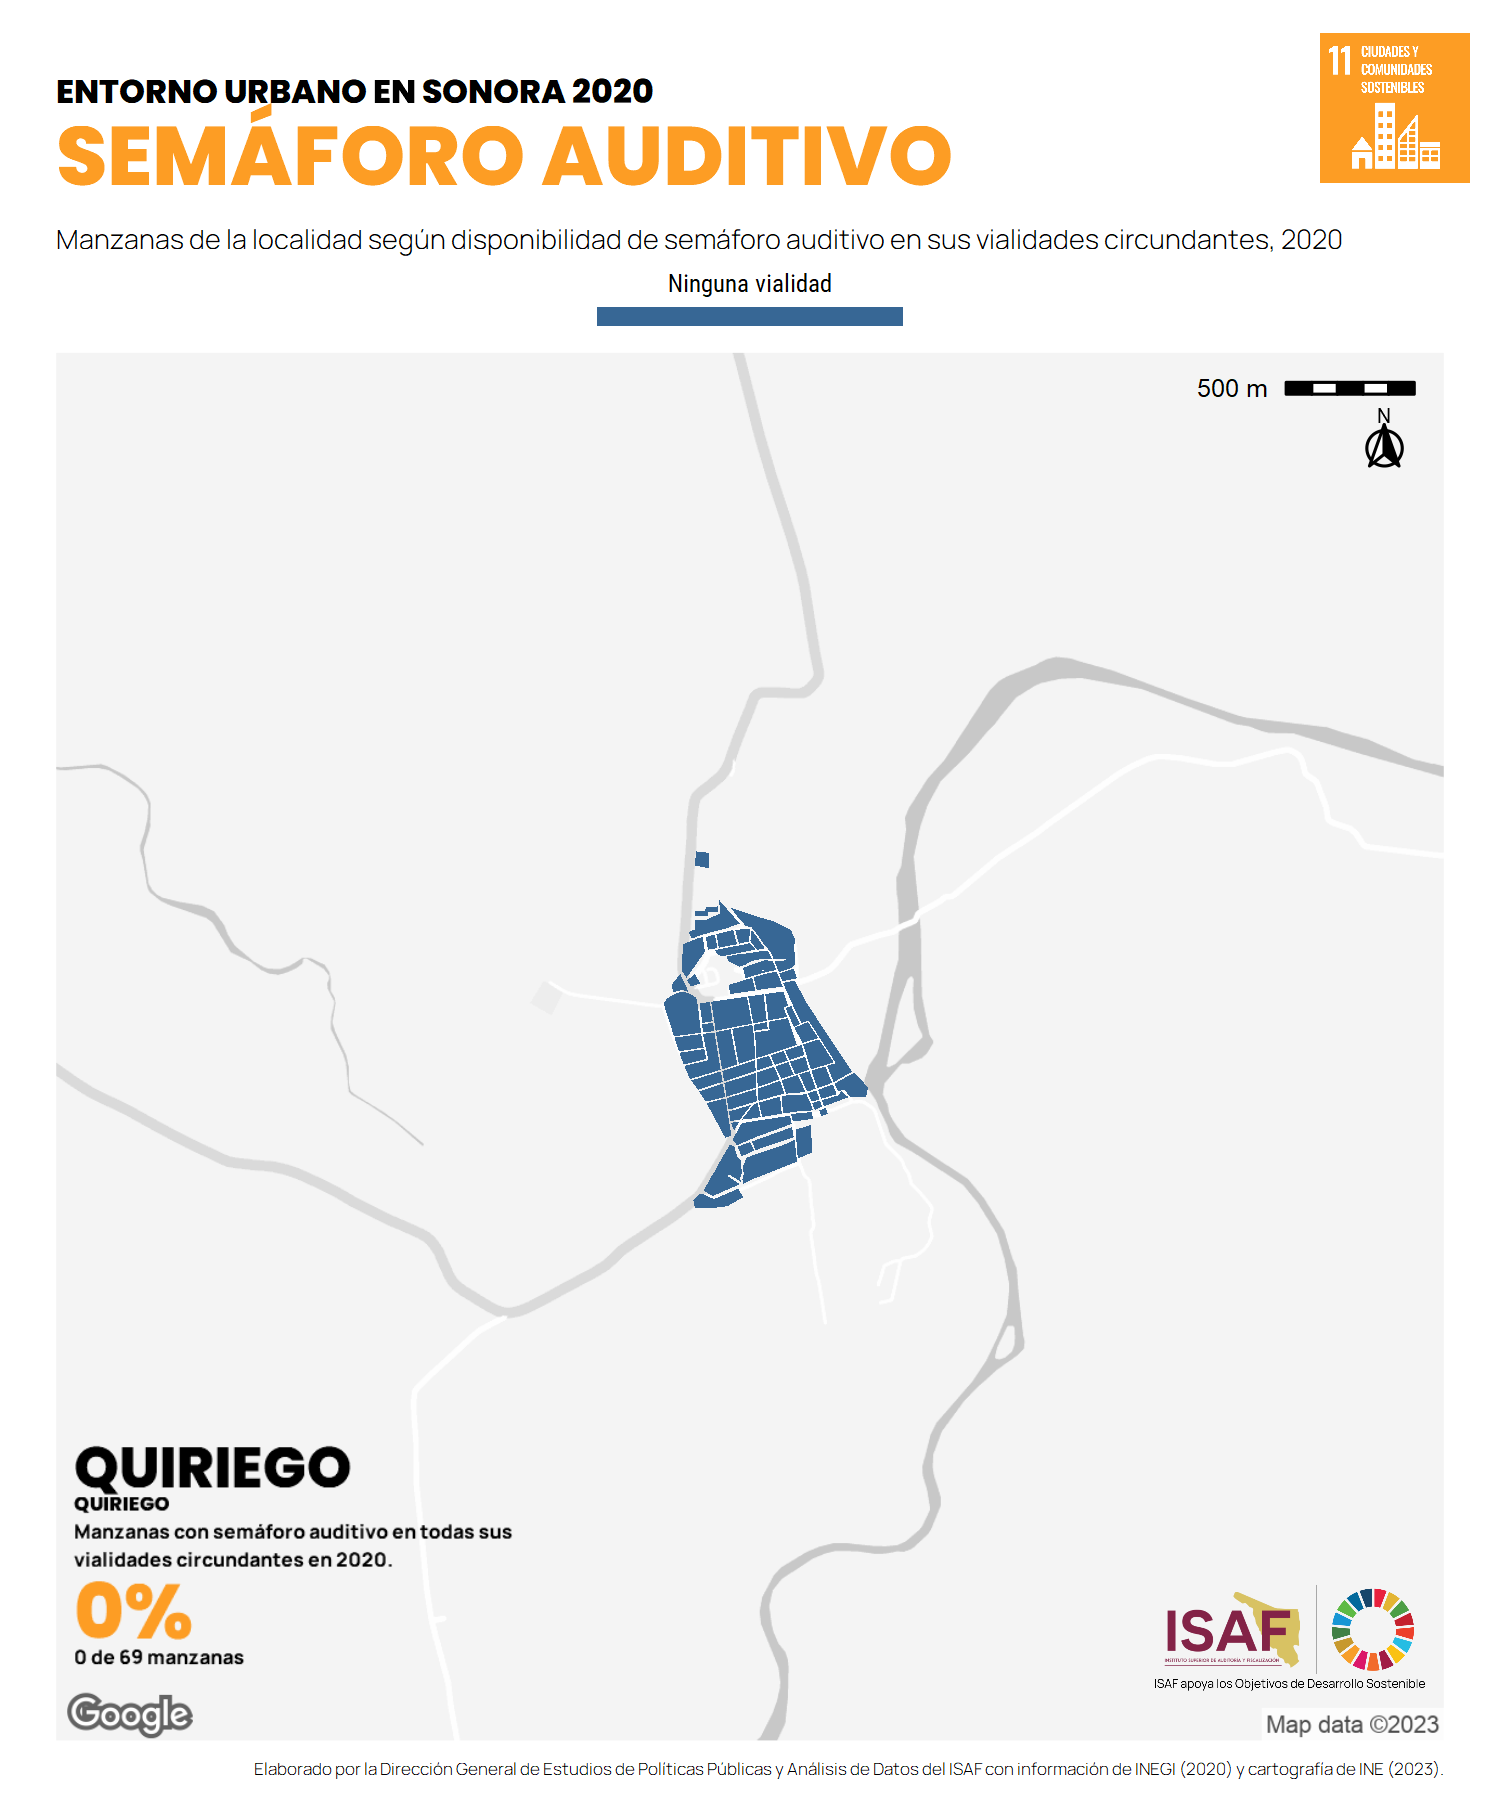 ENTORNO URBANO EN SONORA 2020
SEMÁFORO AUDITIVO
11 CIUDADES Y
COMUNIDADES
SOSTENIBLES
Manzanas de la localidad según disponibilidad de semáforo auditivo en sus vialidades circundantes, 2020
Ninguna vialidad
500 m
N
QUIRIEGO
QUIRIEGO
Manzanas con semáforo auditivo en todas sus
vialidades circundantes en 2020.
0%
0 de 69 manzanas
Google
ISAF
INSTITUTO SUPERIOR DE AUDITORÍA Y FISCALIZACIÓN
ISAF apoya los Objetivos de Desarrollo Sostenible
Map data ©2023
Elaborado por la Dirección General de Estudios de Políticas Públicas y Análisis de Datos del ISAF con información de INEGI (2020) y cartografía de INE (2023).